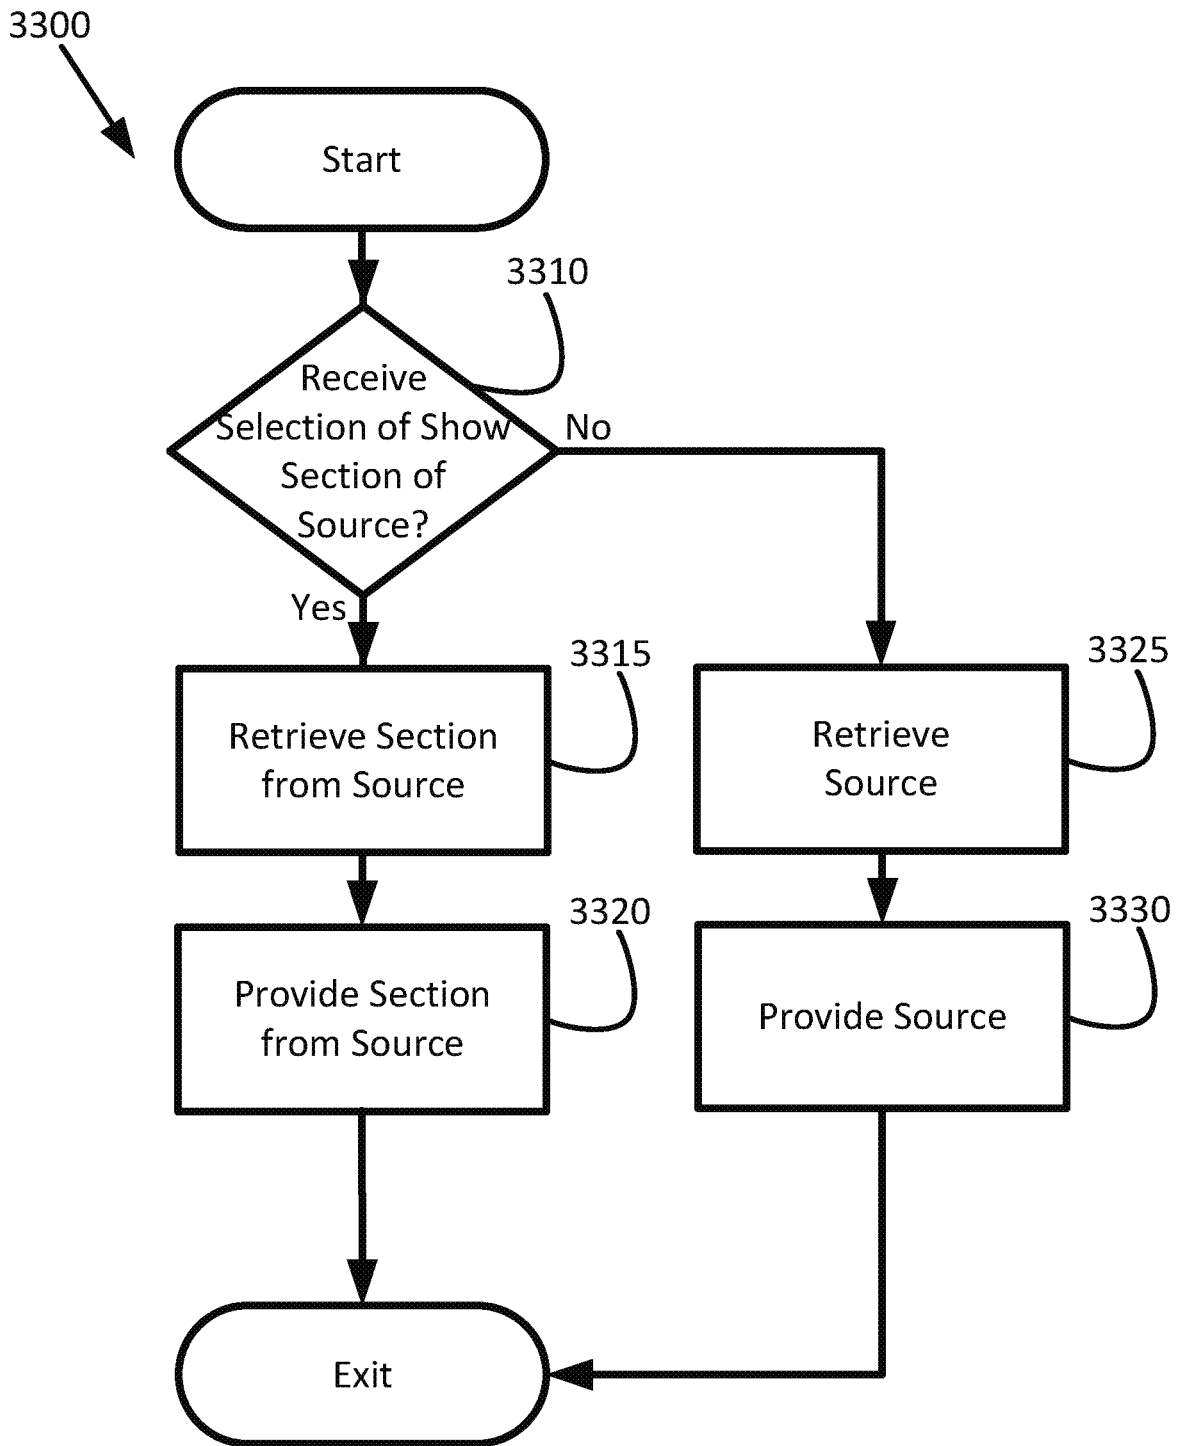 3300
Start
3310
Receive
Selection of Show
Section of
Source?
No
Yes
3315
Retrieve Section
from Source
3325
Retrieve
Source
3320
Provide Section
from Source
3330
Provide Source
Exit